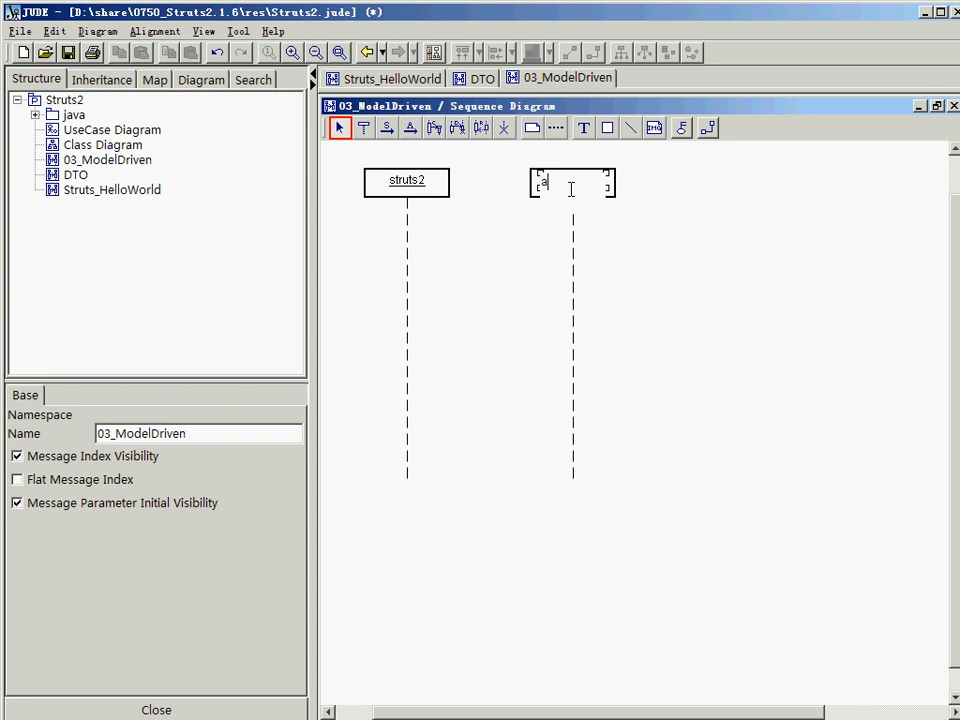 JUDE - [D:\share\0750_Struts2.1.6\res\Struts2.jude] (*)
File Edit Diagram Alignment View Tool Help
Structure Inheritance Map Diagram Search
Struts_HelloWorld DTO 03_ModelDriven
Struts2
java
UseCase Diagram
Class Diagram
03_ModelDriven
DTO
Struts_HelloWorld
03_ModelDriven / Sequence Diagram
struts2
a
Base
Namespace
Name 03_ModelDriven
Message Index Visibility
Flat Message Index
Message Parameter Initial Visibility
Close